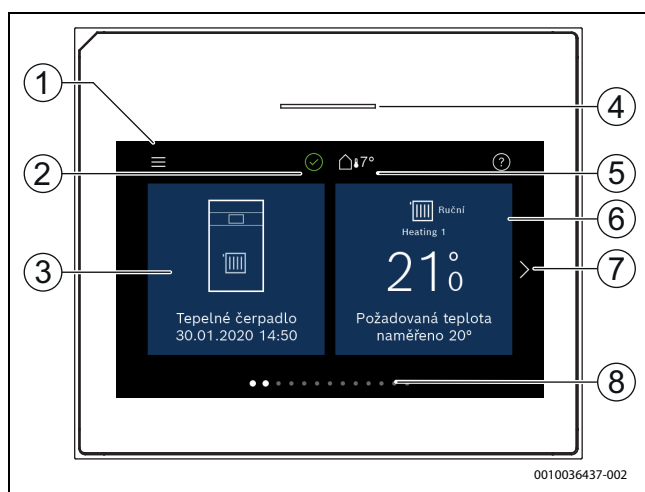 1
2
3
4
5
6
7
8
7°
?
Ruční
Heating 1
21°0
Tepelné čerpadlo
30.01.2020 14:50
Požadovaná teplota
naměřeno 20°
0010036437-002